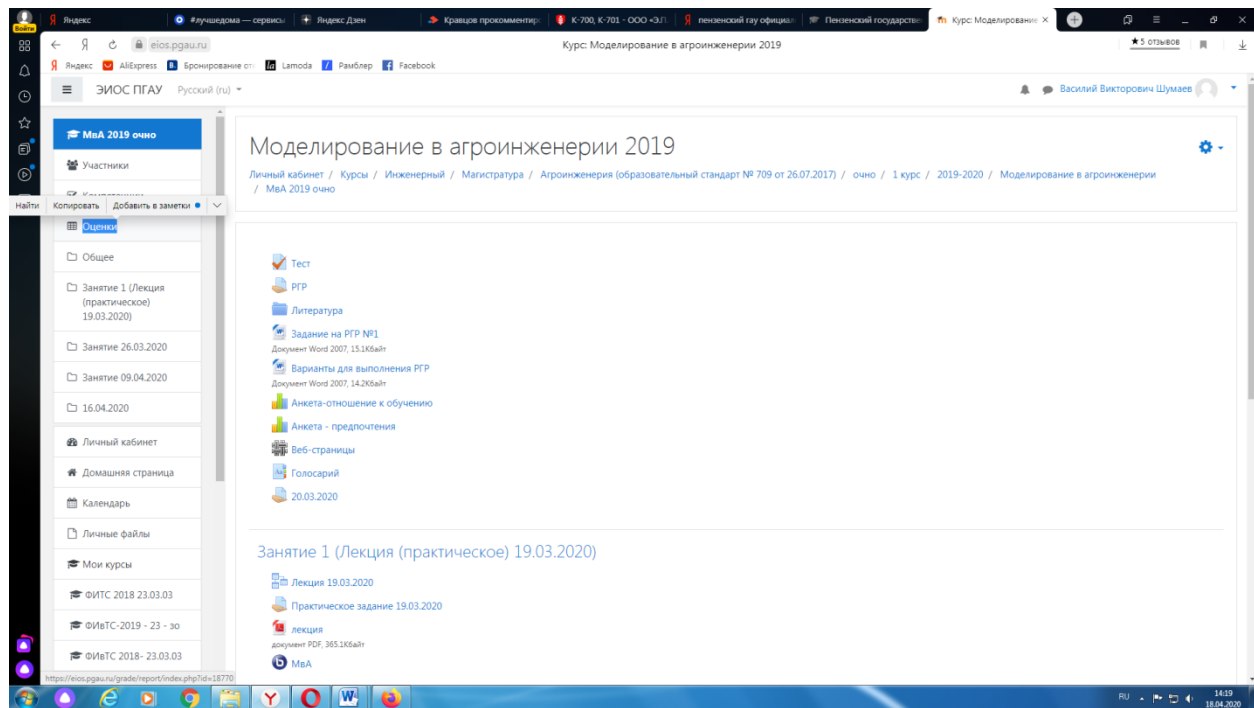 Войти
Яндекс
#лучшедома — сервисы
Яндекс Дзен
Кравцов прокомментир
К-700, К-701 - ООО «ЭЛ
пензенский гау официал
Пензенский государствен
Курс: Моделирование
eios.pgau.ru
Курс: Моделирование в агроинженерии 2019
★5 отзывов
Яндекс
AliExpress
Бронирование от
Lamoda
Рамблер
Facebook
ЭИОС ПГАУ
Русский (ru)
Василий Викторович Шумаев
МвА 2019 очно
Участники
Найти
Копировать
Добавить в заметки
Оценки
Общее
Занятие 1 (Лекция
(практическое)
19.03.2020)
Занятие 26.03.2020
Занятие 09.04.2020
16.04.2020
Личный кабинет
Домашняя страница
Календарь
Личные файлы
Мои курсы
ФИТС 2018 23.03.03
ФИвТС-2019 - 23 - зо
ФИвТС 2018- 23.03.03
https://eios.pgau.ru/grade/report/index.php?id=18770
Моделирование в агроинженерии 2019
Личный кабинет / Курсы / Инженерный / Магистратура / Агроинженерия (образовательный стандарт № 709 от 26.07.2017) / очно / 1 курс / 2019-2020 / Моделирование в агроинженерии
/ МвА 2019 очно
Тест
РГР
Литература
Задание на РГР №1
Документ Word 2007, 15.1Кбайт
Варианты для выполнения РГР
Документ Word 2007, 14.2Кбайт
Анкета-отношение к обучению
Анкета - предпочтения
Веб-страницы
Голосарий
20.03.2020
Занятие 1 (Лекция (практическое) 19.03.2020)
Лекция 19.03.2020
Практическое задание 19.03.2020
лекция
документ PDF, 365.1Кбайт
МвА
RU
14:19
18.04.2020